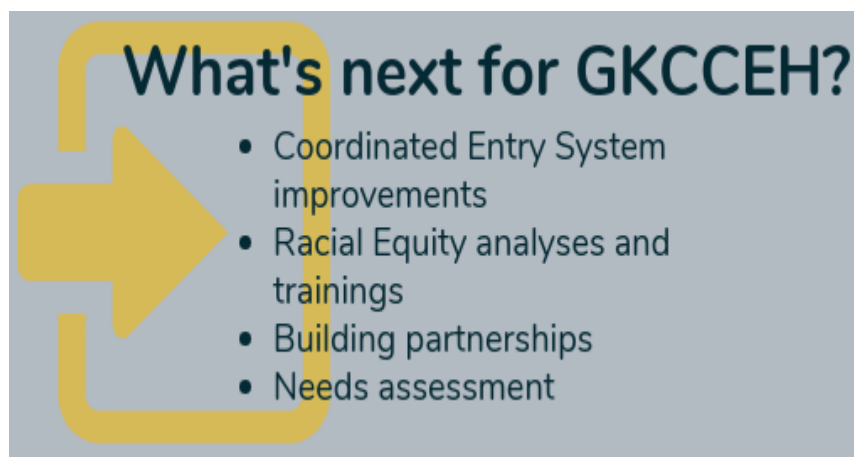 What's next for GKCCEH?
• Coordinated Entry System
improvements
• Racial Equity analyses and
trainings
• Building partnerships
• Needs assessment